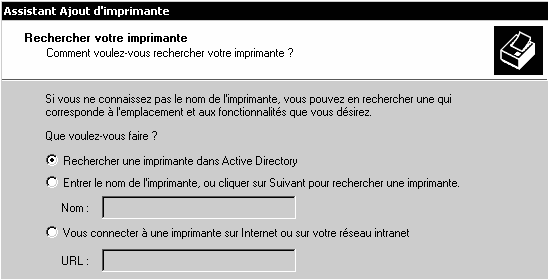 Assistant Ajout d'imprimante
Rechercher votre imprimante
Comment voulez-vous rechercher votre imprimante ?
Si vous ne connaissez pas le nom de l'imprimante, vous pouvez en rechercher une qui
corresponde à l'emplacement et aux fonctionnalités que vous désirez.
Que voulez-vous faire ?
Rechercher une imprimante dans Active Directory
Entrer le nom de l'imprimante, ou cliquer sur Suivant pour rechercher une imprimante.
Nom :
Vous connecter à une imprimante sur Internet ou sur votre réseau intranet
URL :